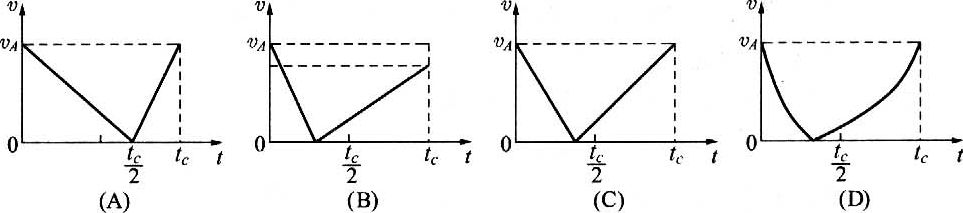 v
v_A
0
t_c/2
t_c
t
(A)
v
v_A
0
t_c/2
t_c
t
(B)
v
v_A
0
t_c/2
t_c
t
(C)
v
v_A
0
t_c/2
t_c
t
(D)